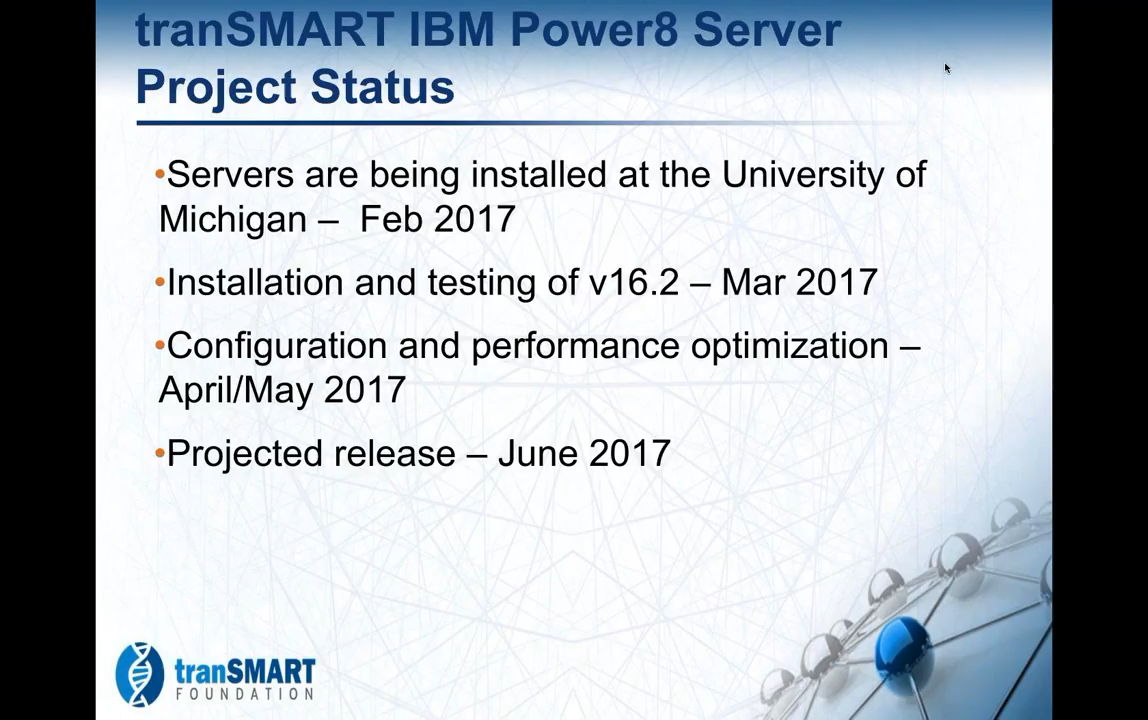 tranSMART IBM Power8 Server
Project Status
•Servers are being installed at the University of
Michigan –  Feb 2017
•Installation and testing of v16.2 – Mar 2017
•Configuration and performance optimization –
April/May 2017
•Projected release – June 2017
tranSMART
FOUNDATION